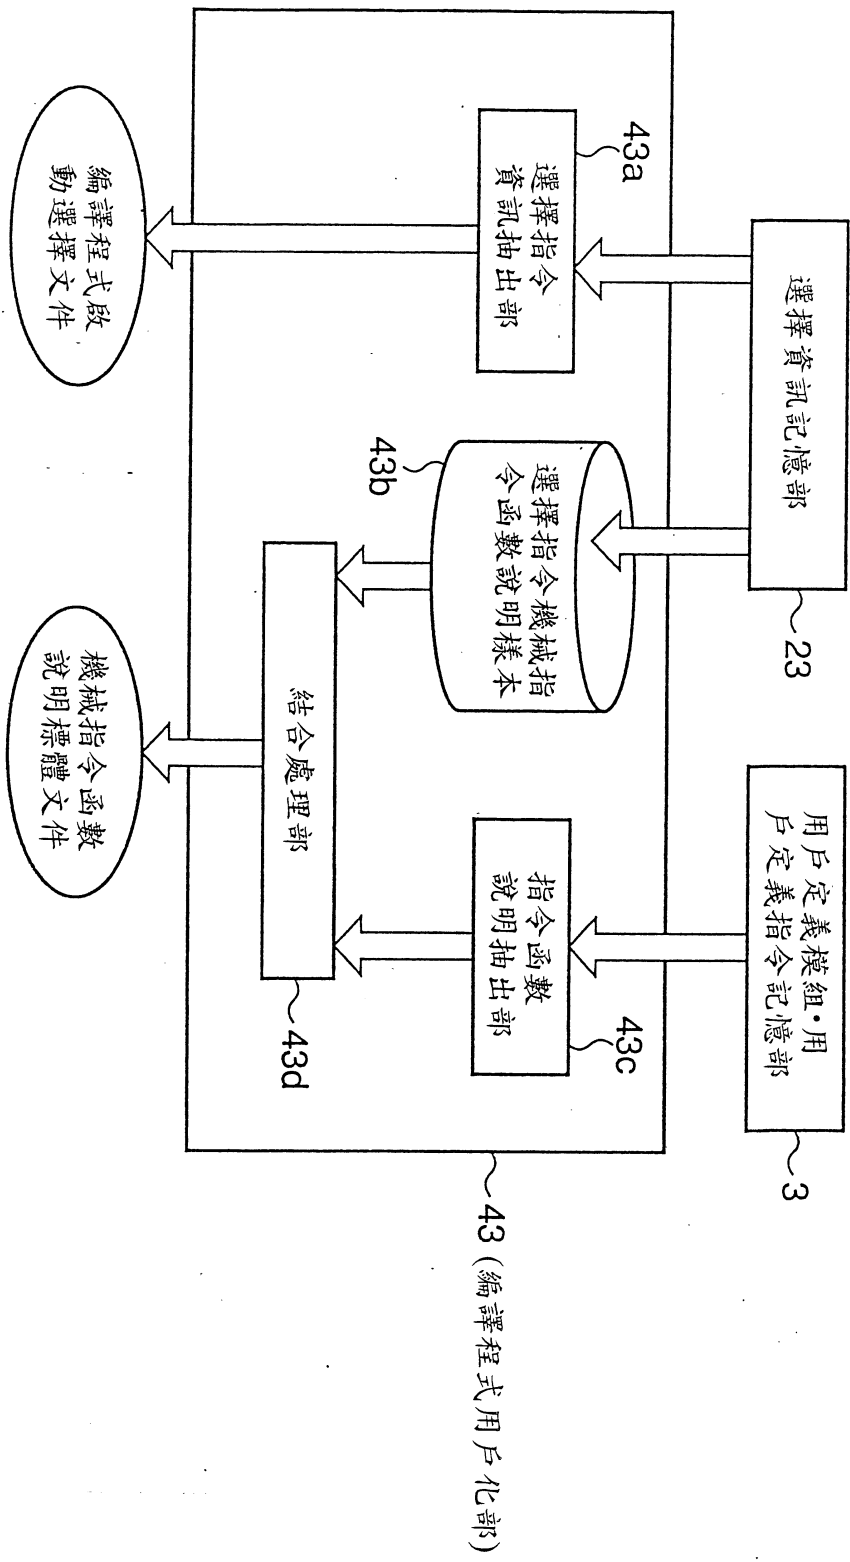 選擇資訊記憶部
23
用戶定義模組·用
戶定義指令記憶部
3
43a
選擇指令
資訊抽出部
43b
選擇指令機械指
令函數說明樣本
指令函數
說明抽出部
43c
結合處理部
43d
43 (編譯程式用戶化部)
編譯程式啟
動選擇文件
機械指令函數
說明標體文件